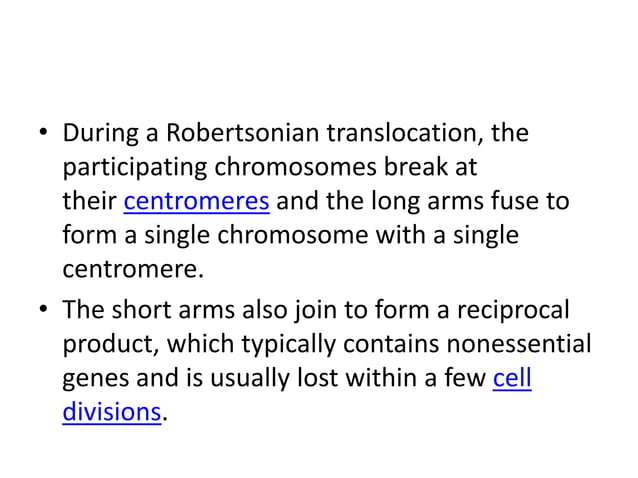 • During a Robertsonian translocation, the
participating chromosomes break at
their centromeres and the long arms fuse to
form a single chromosome with a single
centromere.
• The short arms also join to form a reciprocal
product, which typically contains nonessential
genes and is usually lost within a few cell
divisions.